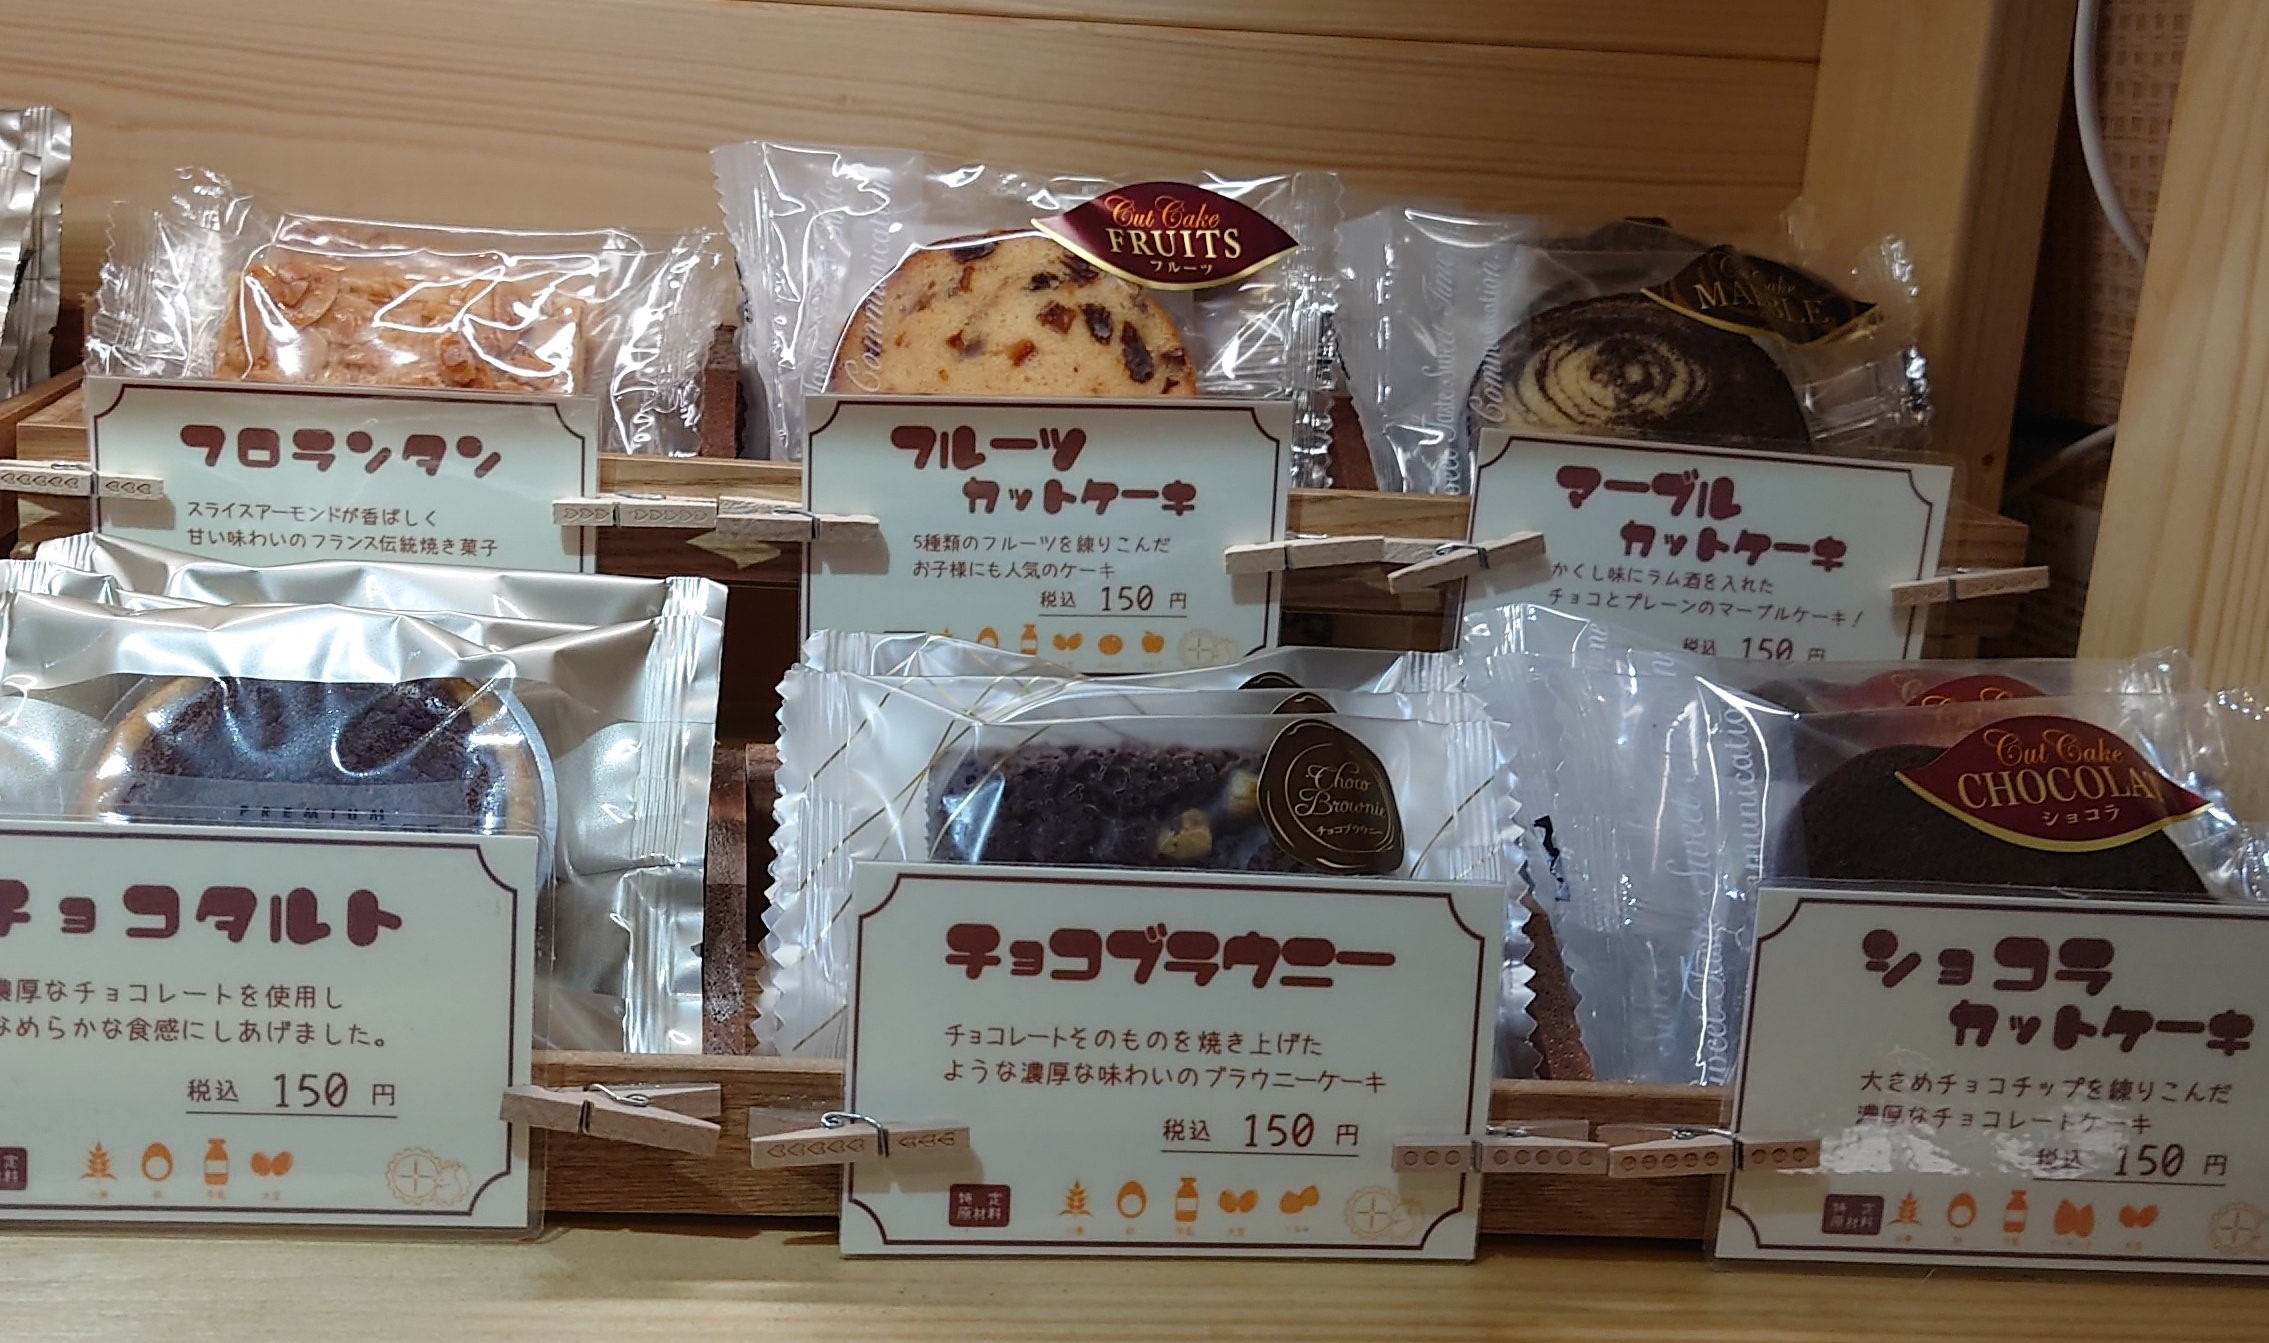 フロランタン
スライスアーモンドが香ばしく
甘い味わいのフランス伝統焼き菓子
Cut Cake
FRUITS
フルーツ
フルーツ
カットケーキ
5種類のフルーツを練りこんだ
お子様にも人気のケーキ
税込 150 円
Cut Cake
MARBLE
マーブル
カットケーキ
かくし味にラム酒を入れた
チョコとプレーンのマーブルケーキ!
税込 150 円
PREMIUM
チョコタルト
濃厚なチョコレートを使用し
なめらかな食感にしあげました。
税込 150 円
Choco
Brownie
チョコブラウニー
チョコブラウニー
チョコレートそのものを焼き上げた
ような濃厚な味わいのブラウニーケーキ
税込 150 円
特定
原材料
Cut Cake
CHOCOLAT
ショコラ
ショコラ
カットケーキ
大きめチョコチップを練りこんだ
濃厚なチョコレートケーキ
税込 150 円
特定
原材料